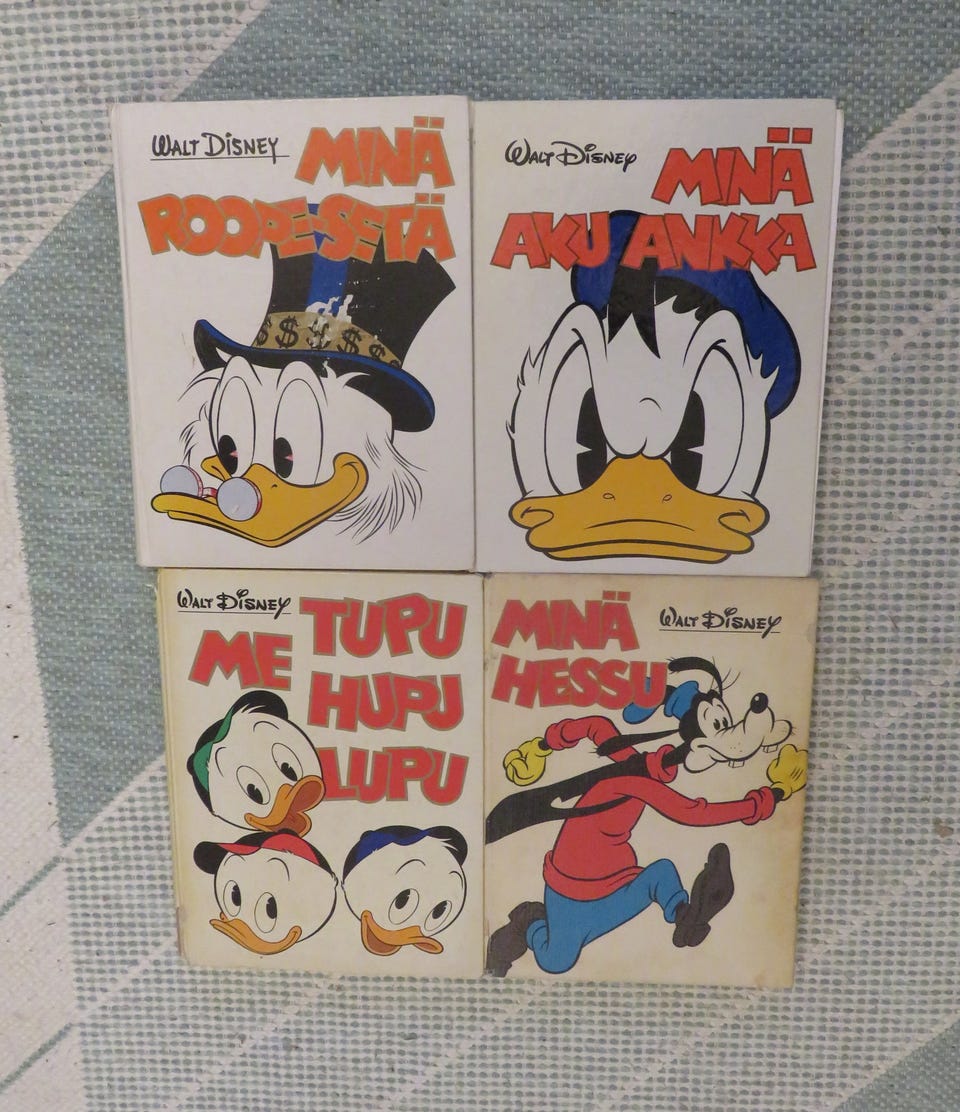 WALT DISNEY
MINÄ
ROOPE-SETÄ
$ $ $ $ $
WALT DISNEY
MINÄ
AKU ANKKA
WALT DISNEY
TUPU
ME
HUPU
LUPU
MINÄ
WALT DISNEY
HESSU